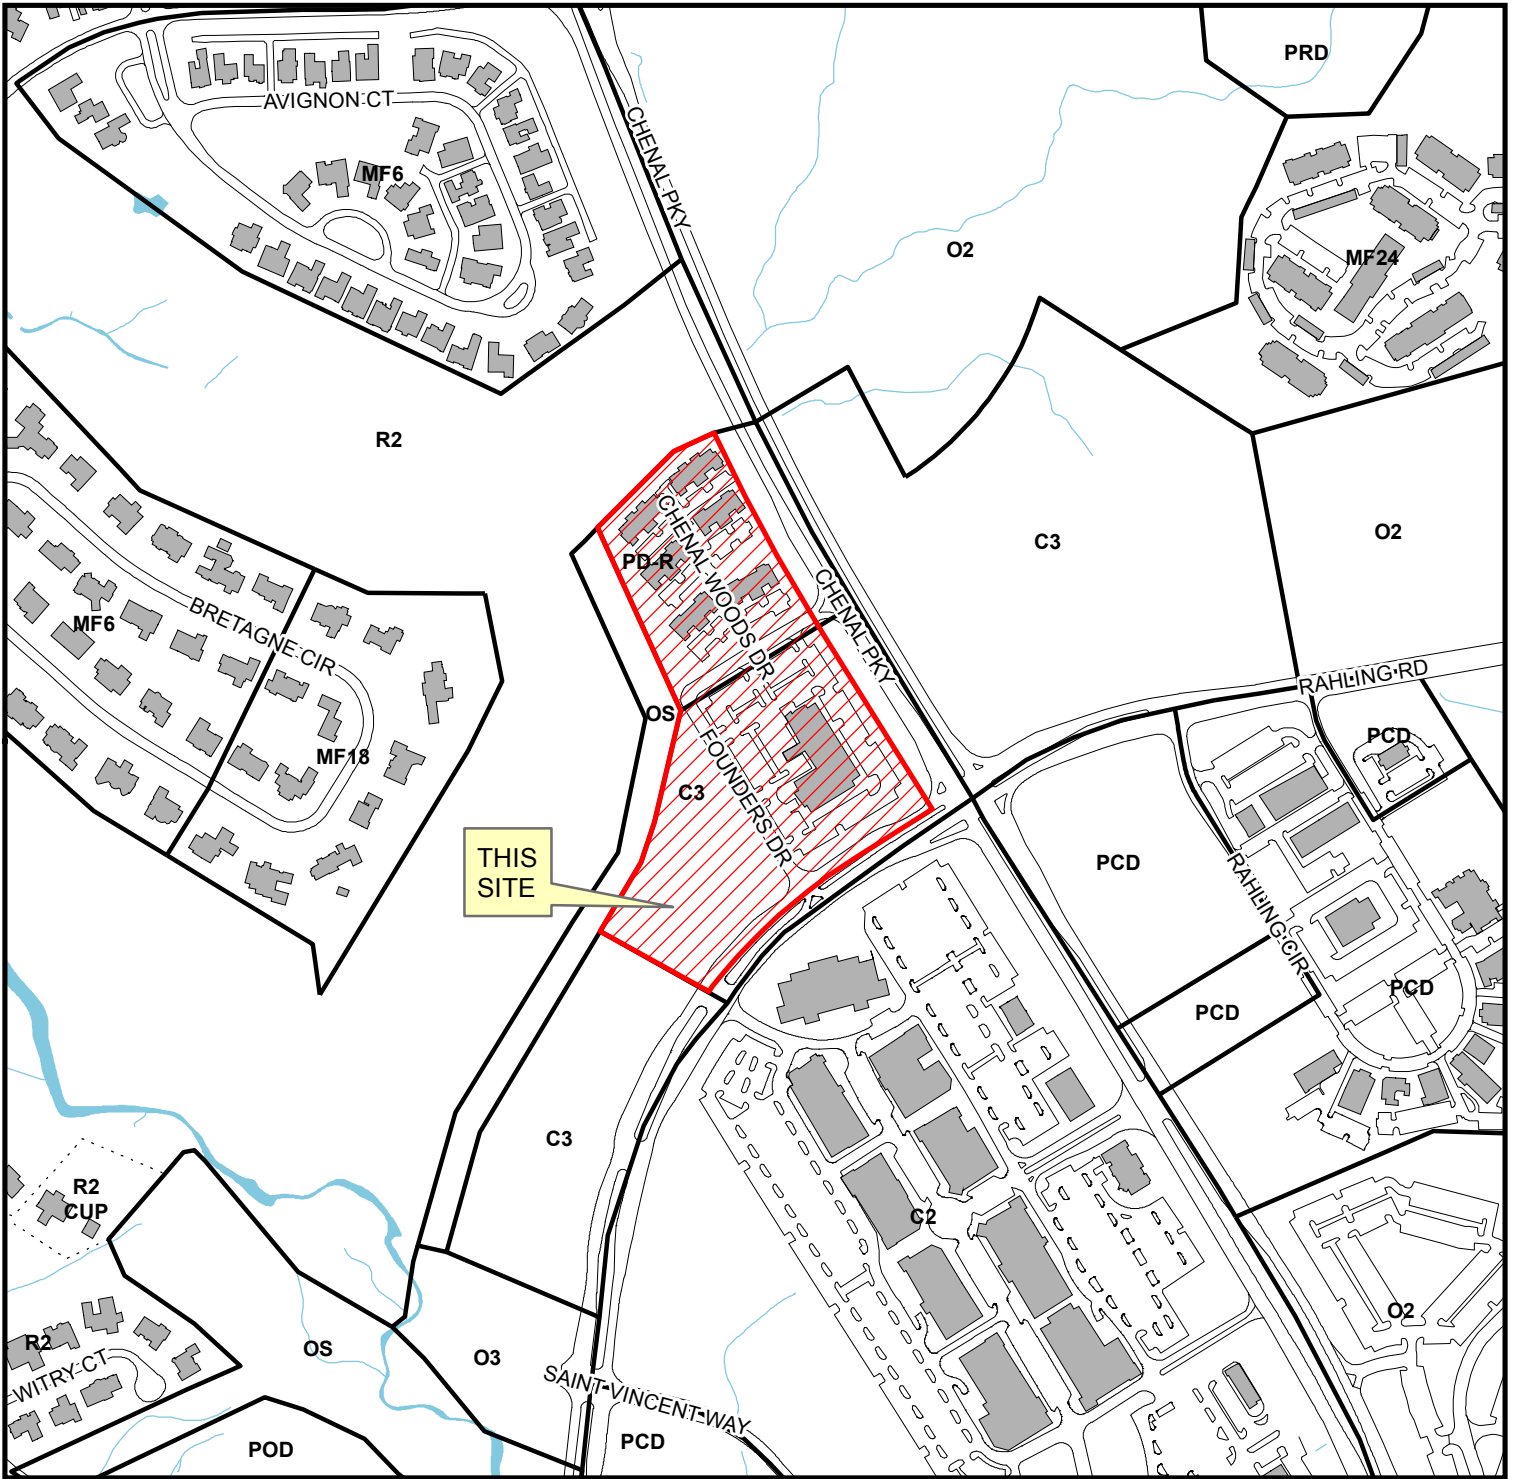 PRD
AVIGNON CT
CHENAL PKY
MF6
O2
MF24
R2
C3
O2
CHENAL WOODS DR
PD-R
CHENAL PKY
BRETAGNE CIR
MF6
RAHLING RD
OS
PCD
MF18
FOUNDERS DR
C3
THIS
SITE
PCD
RAHLING CIR
PCD
PCD
C3
R2
CUP
C2
O2
R2
OS
O3
WITRY CT
SAINT VINCENT WAY
PCD
POD